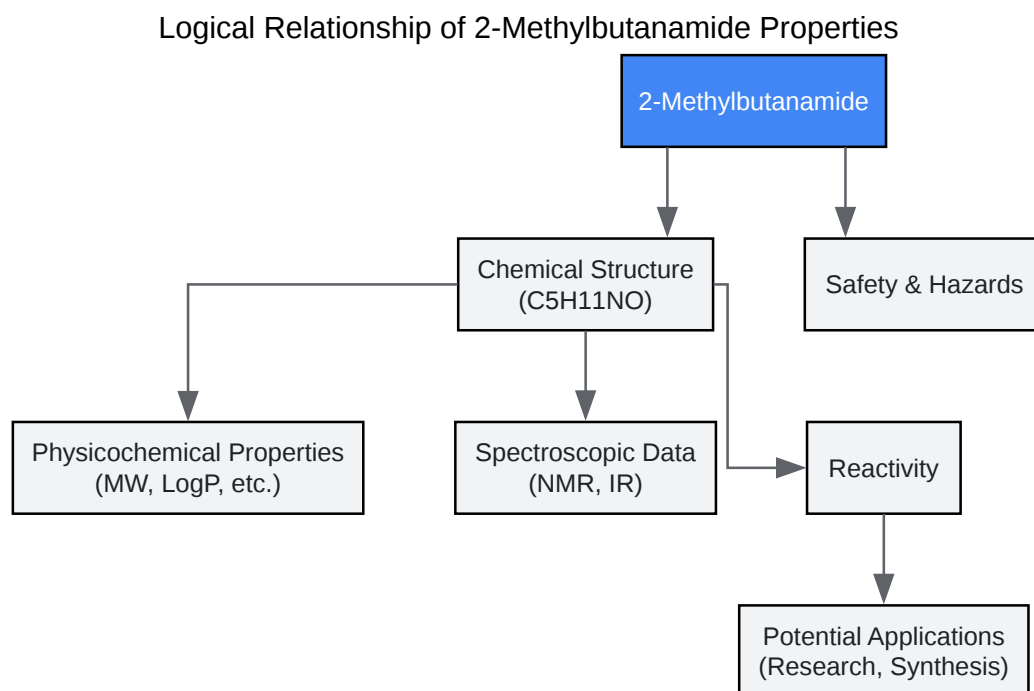 Logical Relationship of 2-Methylbutanamide Properties
2-Methylbutanamide
Chemical Structure
(C5H11NO)
Safety & Hazards
Physicochemical Properties
(MW, LogP, etc.)
Spectroscopic Data
(NMR, IR)
Reactivity
Potential Applications
(Research, Synthesis)